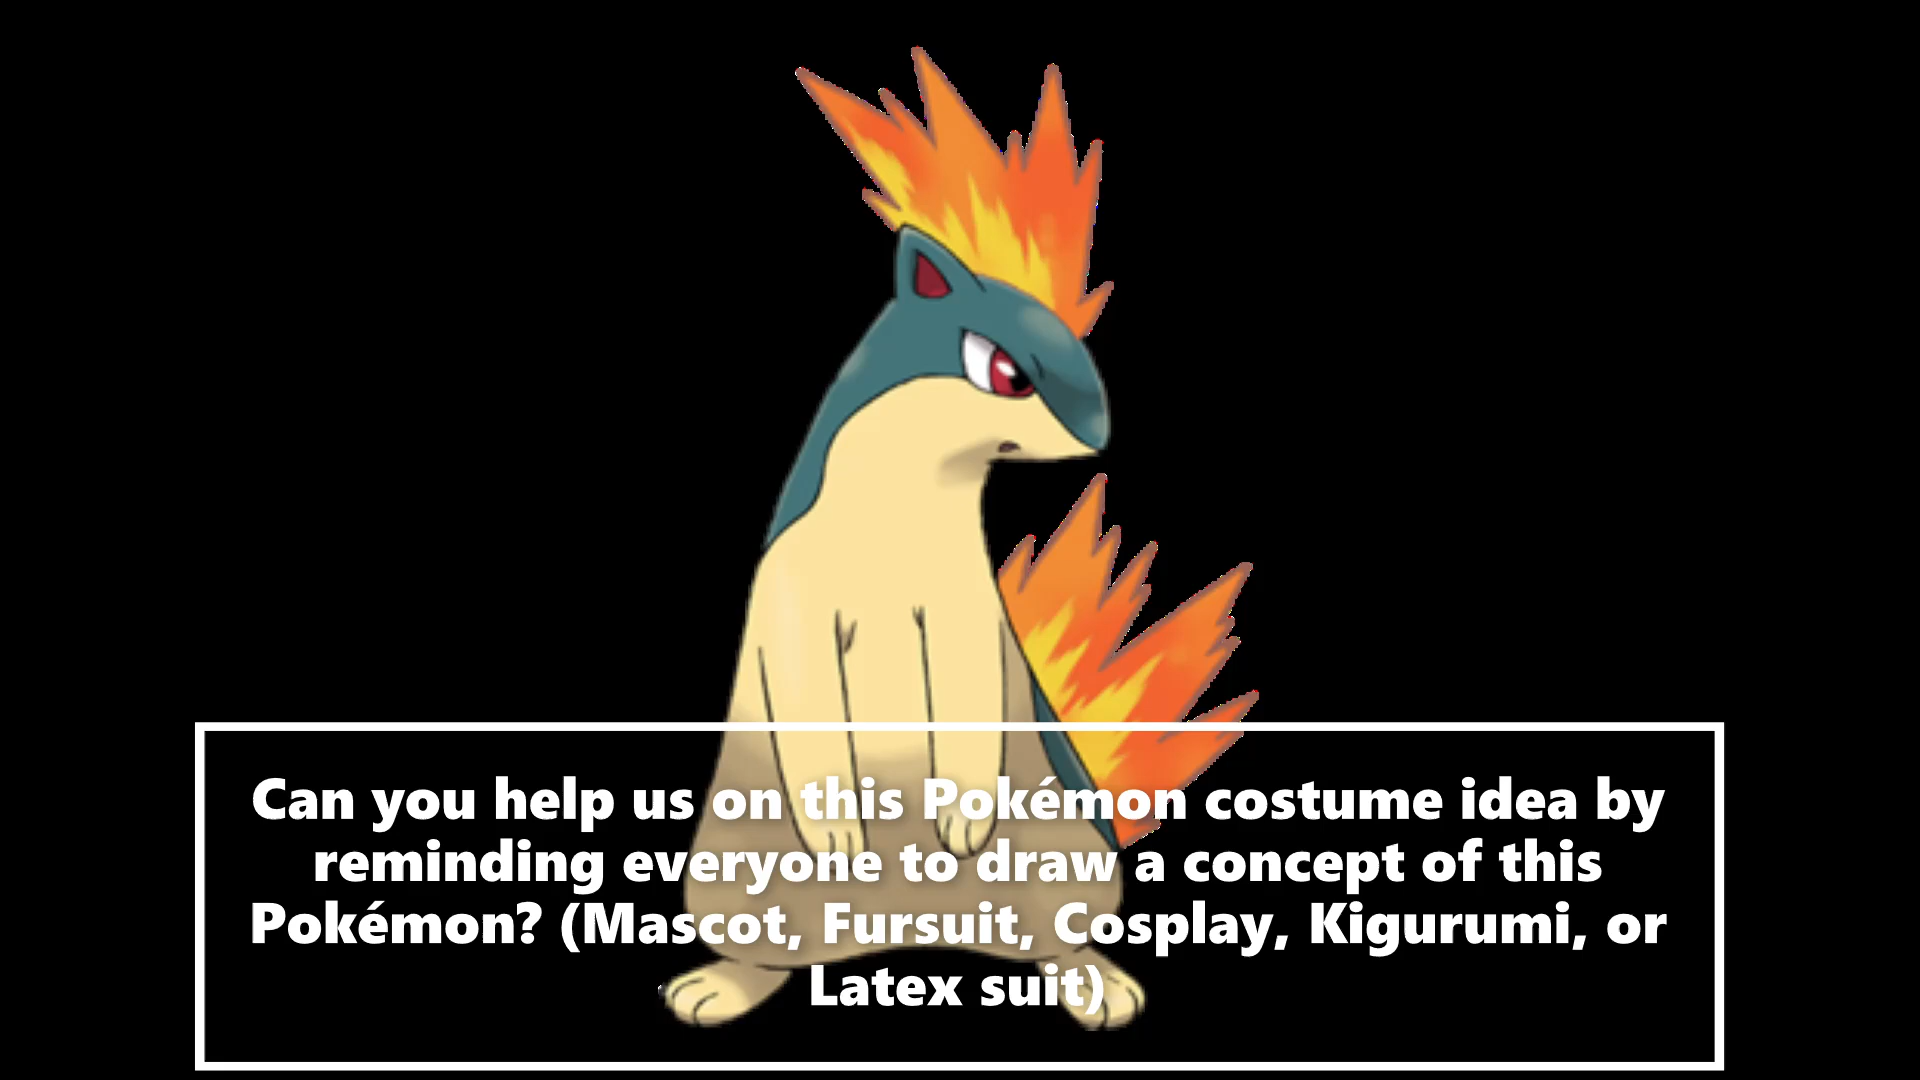 Can you help us on this Pokémon costume idea by
reminding everyone to draw a concept of this
Pokémon? (Mascot, Fursuit, Cosplay, Kigurumi, or
Latex suit)